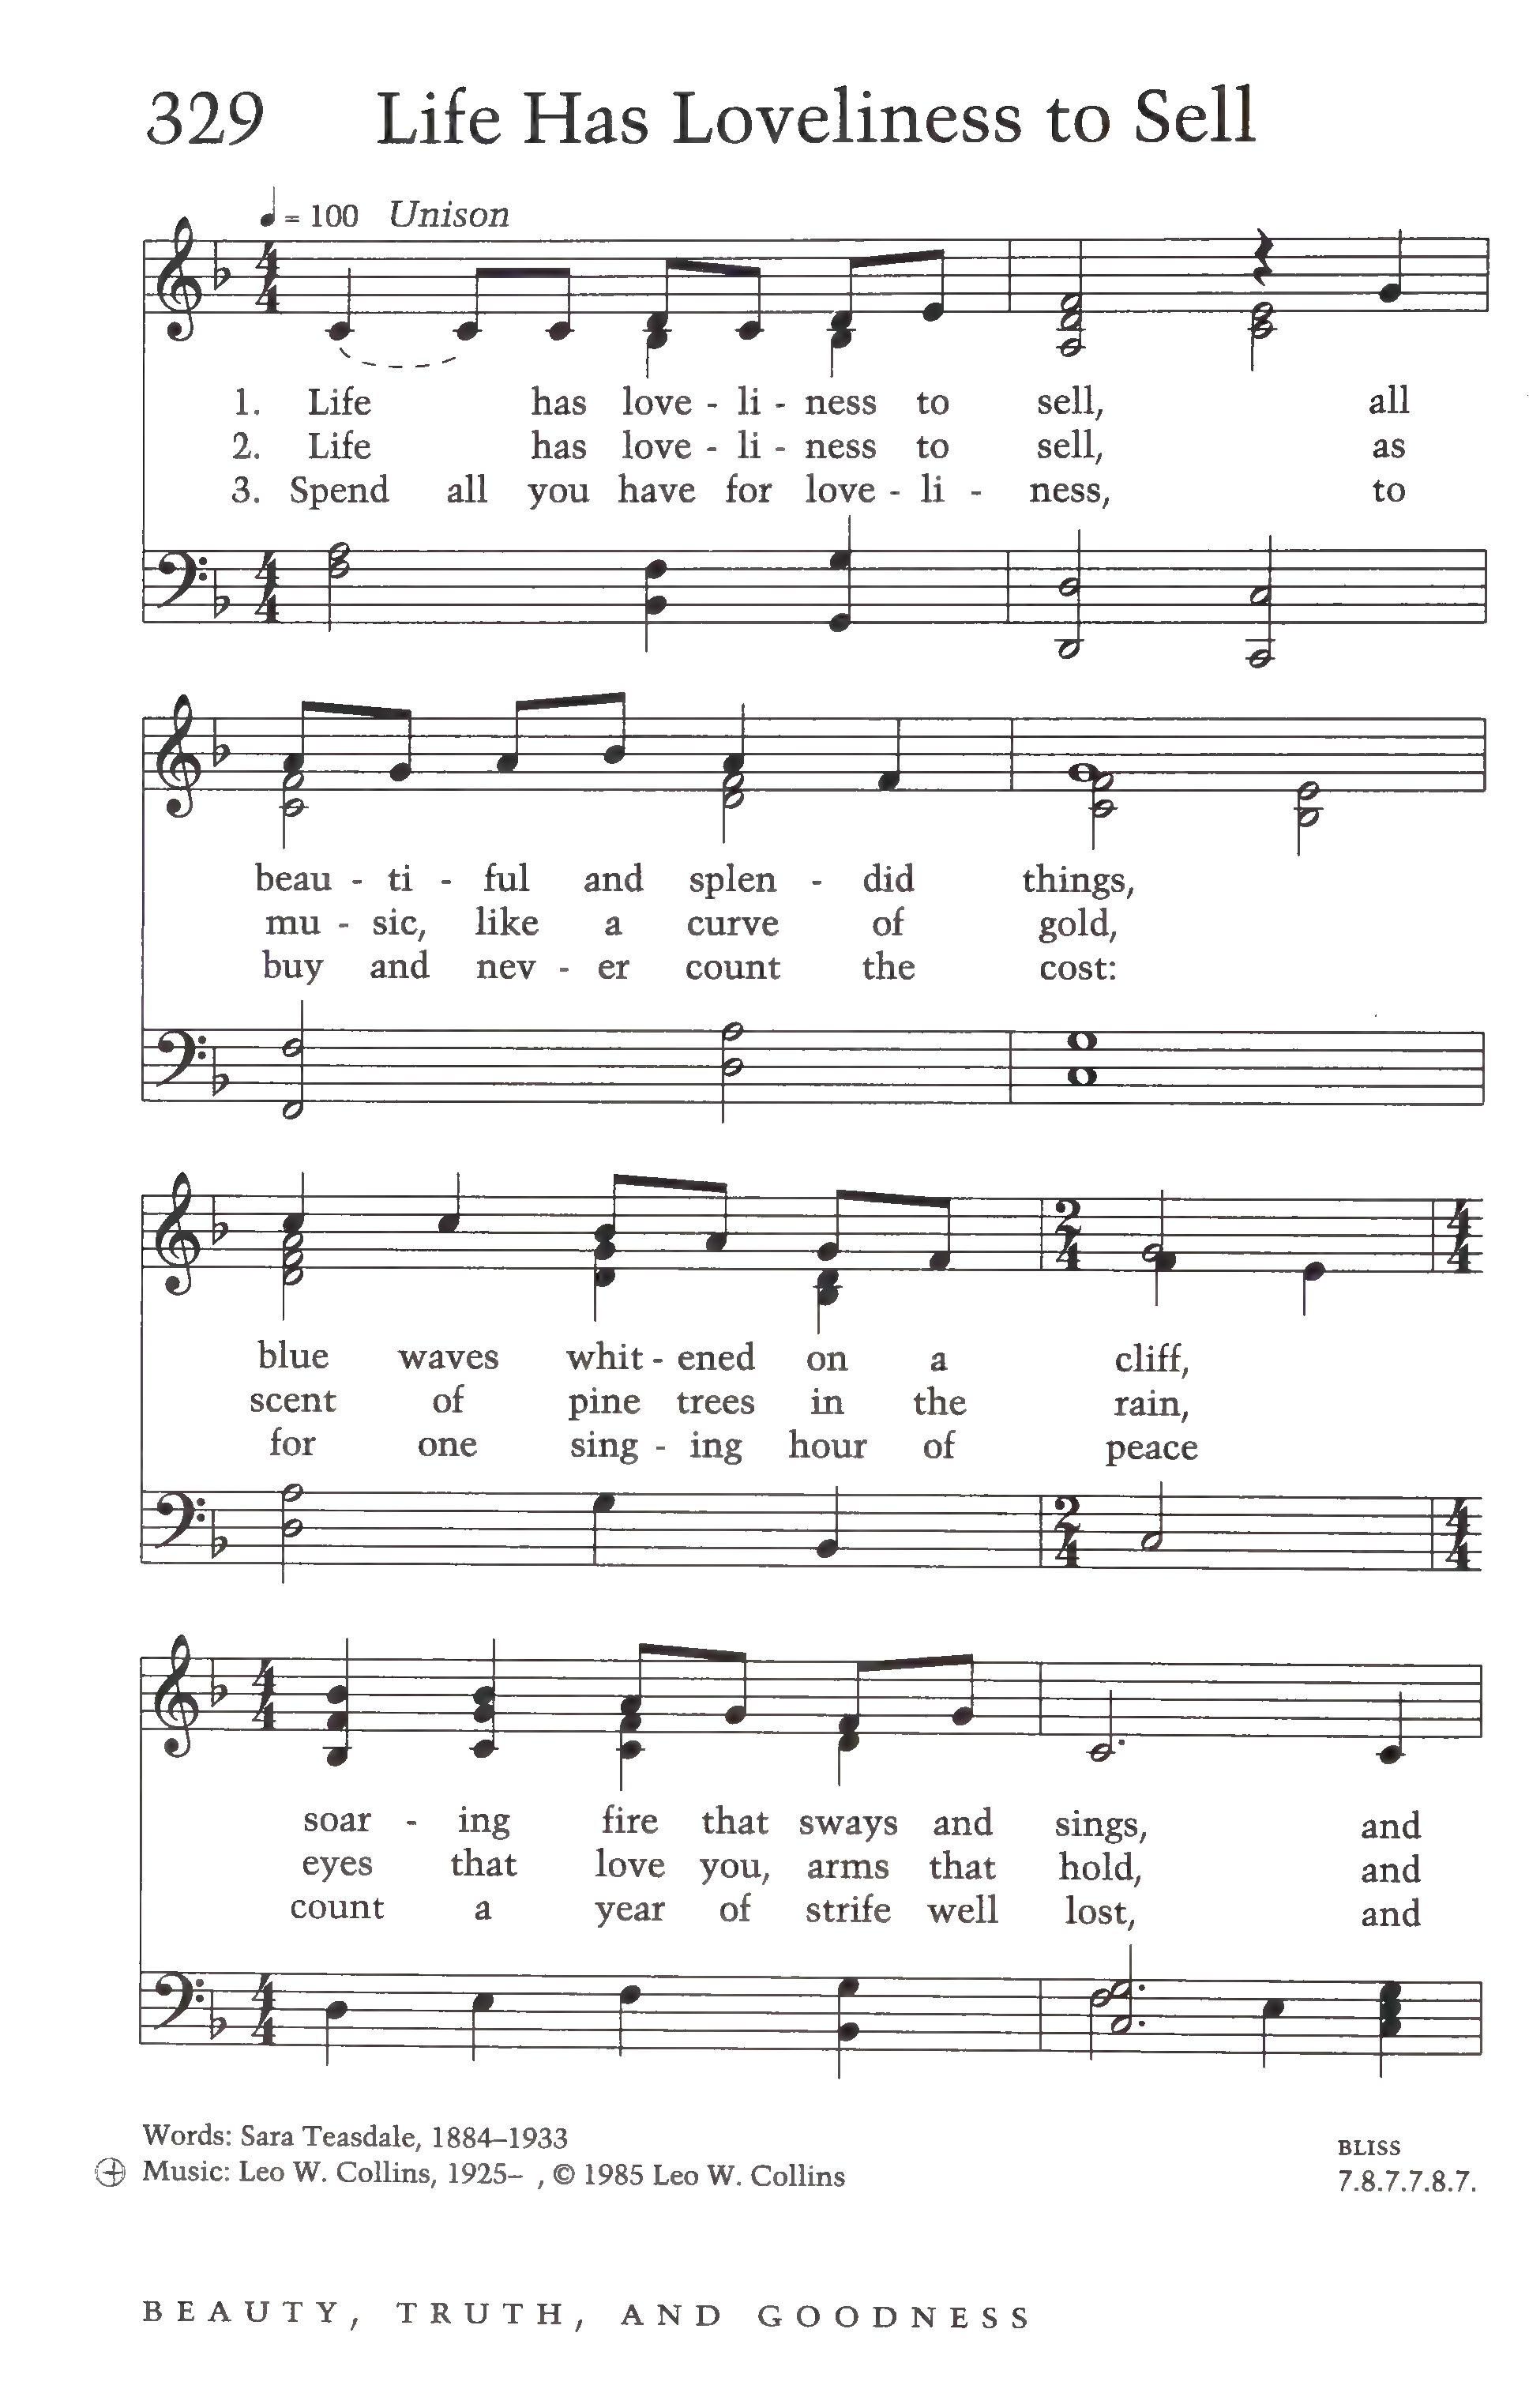 329 Life Has Loveliness to Sell
= 100 Unison
1. Life has love - li - ness to sell, all
2. Life has love - li - ness to sell, as
3. Spend all you have for love - li - ness, to
beau - ti - ful and splen - did things,
mu - sic, like a curve of gold,
buy and nev - er count the cost:
blue waves whit - ened on a cliff,
scent of pine trees in the rain,
for one sing - ing hour of peace
soar - ing fire that sways and sings, and
eyes that love you, arms that hold, and
count a year of strife well lost, and
Words: Sara Teasdale, 1884–1933
Music: Leo W. Collins, 1925– , © 1985 Leo W. Collins
BLISS
7.8.7.7.8.7.
BEAUTY, TRUTH, AND GOODNESS